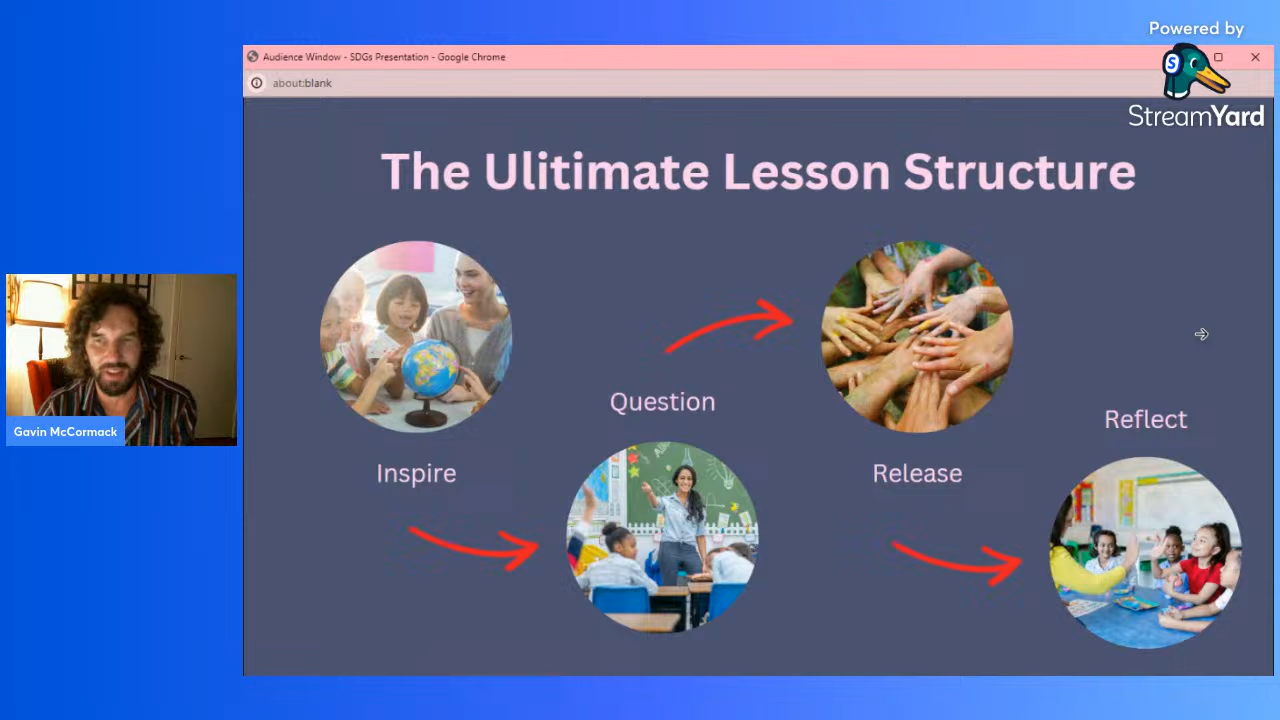 Powered by
StreamYard
Audience Window - SDGs Presentation - Google Chrome
about:blank
The Ulitimate Lesson Structure
Question
Reflect
Inspire
Release
Gavin McCormack
S